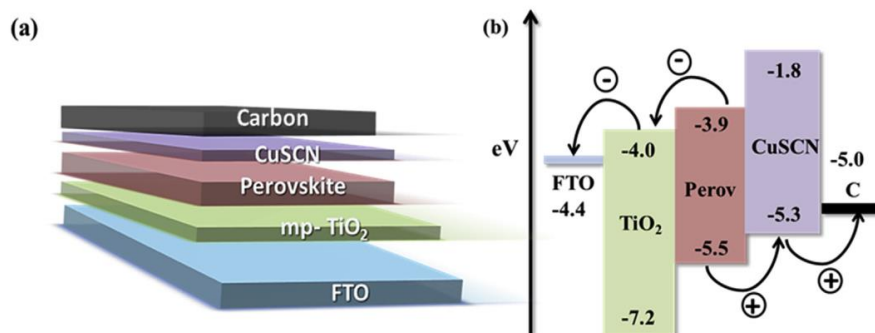 (a)
Carbon
CuSCN
Perovskite
mp- TiO₂
FTO
(b)
eV
FTO
-4.4
-4.0
TiO₂
-7.2
-3.9
Perov
-5.5
-1.8
CuSCN
-5.3
-5.0
C